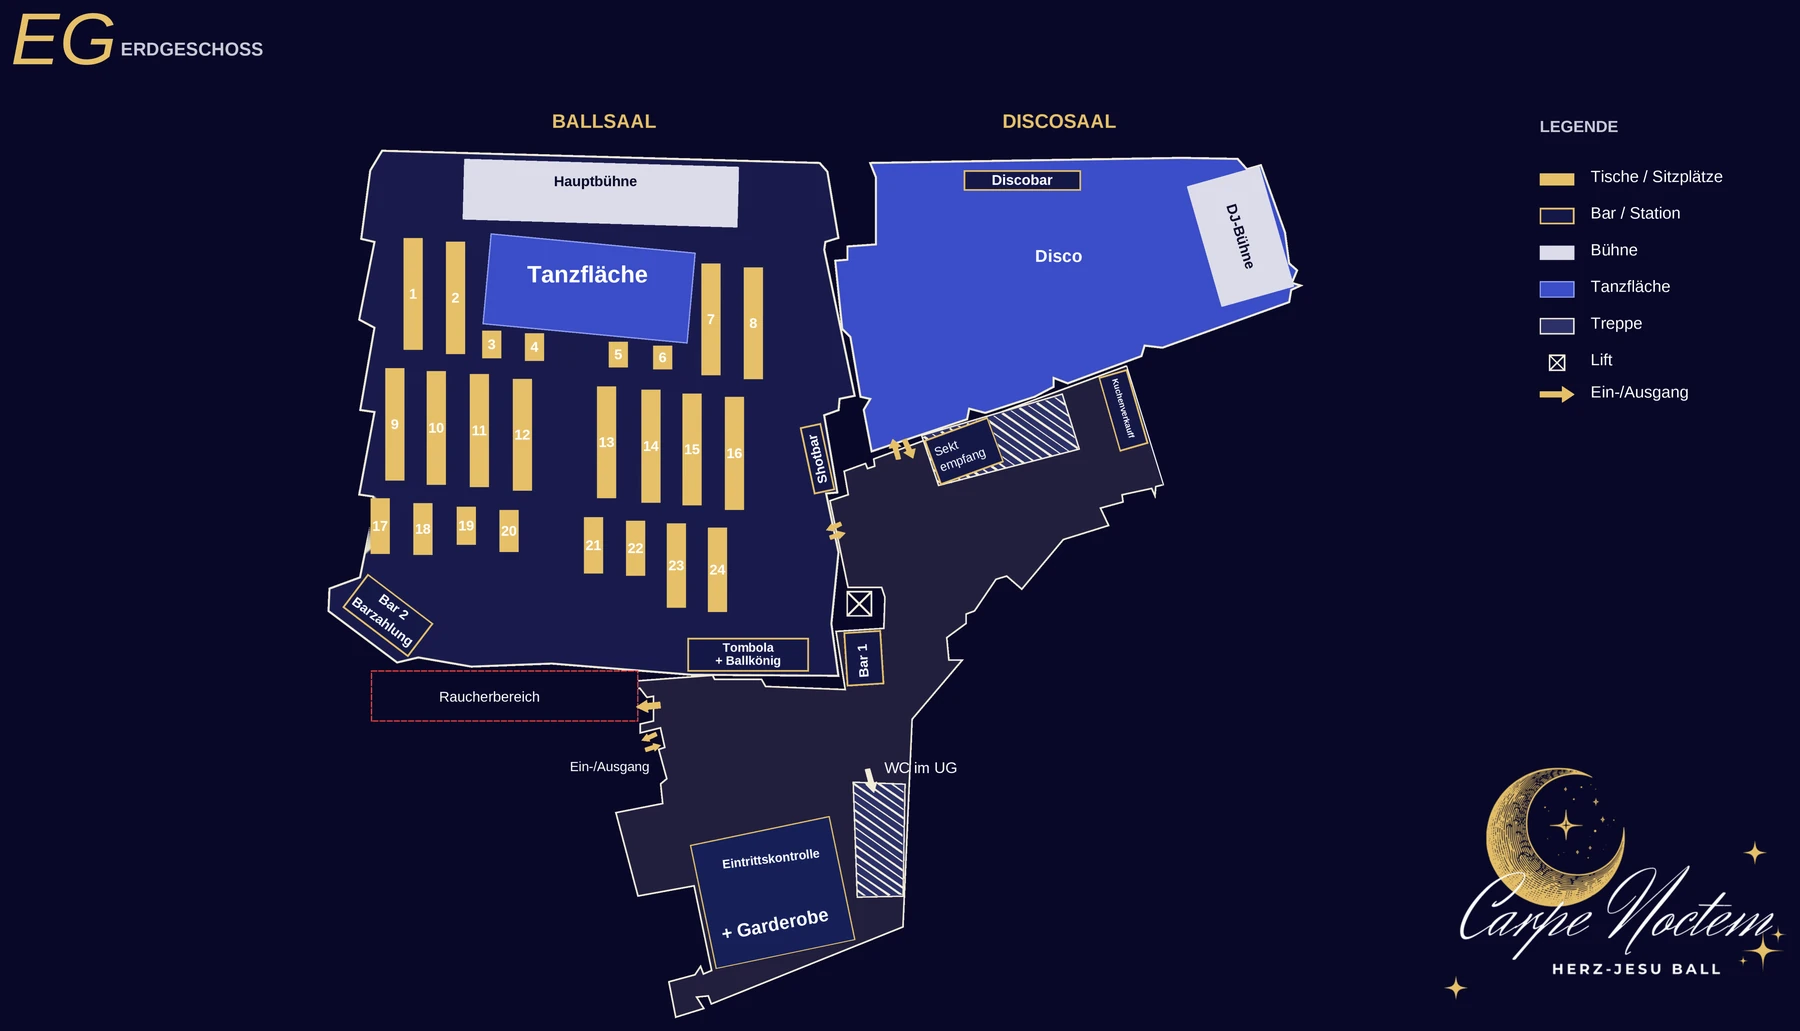 EG ERDGESCHOSS
BALLSAAL
DISCOSAAL
LEGENDE
Tische / Sitzplätze
Bar / Station
Bühne
Tanzfläche
Treppe
Lift
Ein-/Ausgang
Hauptbühne
Tanzfläche
1
2
3
4
5
6
7
8
9
10
11
12
13
14
15
16
17
18
19
20
21
22
23
24
Shotbar
Bar 2
Barzahlung
Tombola
+ Ballkönig
Bar 1
Discobar
Disco
DJ-Bühne
Kuchenverkauf
Sekt
empfang
Raucherbereich
Ein-/Ausgang
WC im UG
Eintrittskontrolle
+ Garderobe
Carpe Noctem
HERZ-JESU BALL